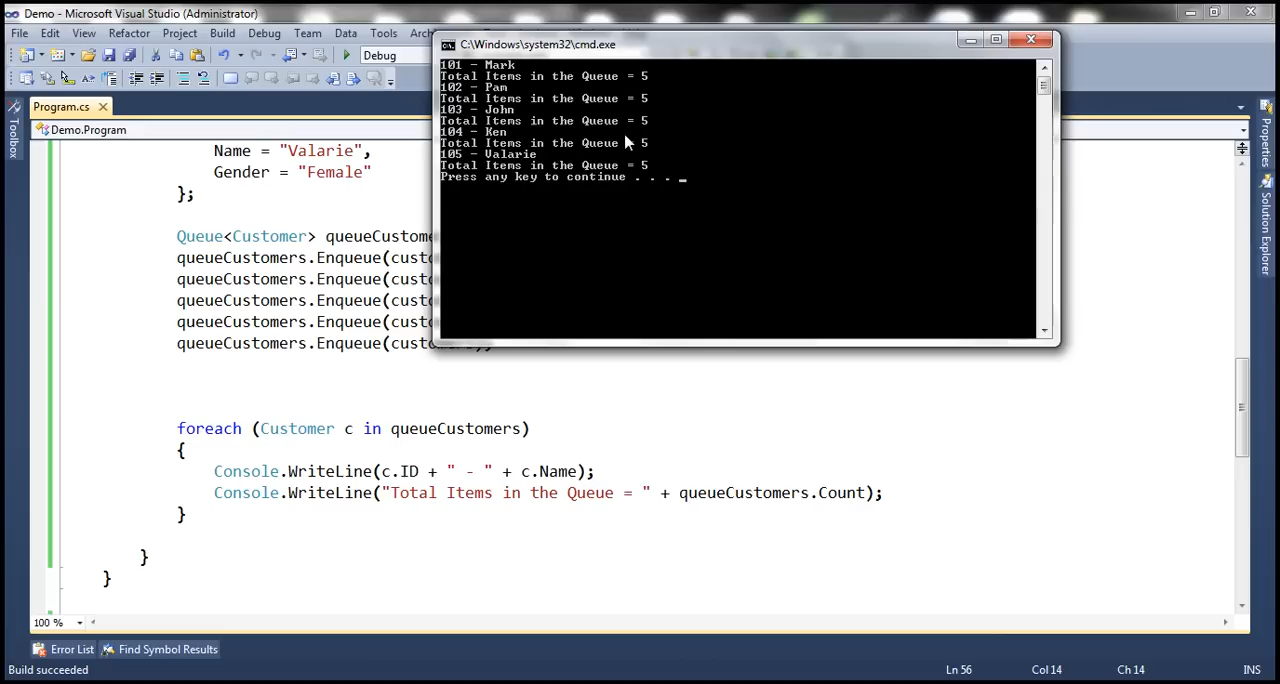 Demo - Microsoft Visual Studio (Administrator)
File Edit View Refactor Project Build Debug Team Data Tools
Debug
Program.cs
Demo.Program
Toolbox
Properties
Solution Explorer
C:\Windows\system32\cmd.exe
101 - Mark
Total Items in the Queue = 5
102 - Pam
Total Items in the Queue = 5
103 - John
Total Items in the Queue = 5
104 - Ken
Total Items in the Queue 5
105 - Valarie
Total Items in the Queue = 5
Press any key to continue . . . _
Name = "Valarie",
Gender = "Female"
};
Queue<Customer> queueCustome
queueCustomers.Enqueue(custo
queueCustomers.Enqueue(custo
queueCustomers.Enqueue(custo
queueCustomers.Enqueue(custo
queueCustomers.Enqueue(custo
foreach (Customer c in queueCustomers)
{
Console.WriteLine(c.ID + " - " + c.Name);
Console.WriteLine("Total Items in the Queue = " + queueCustomers.Count);
}
}
}
100 %
Error List Find Symbol Results
Build succeeded Ln 56 Col 14 Ch 14 INS